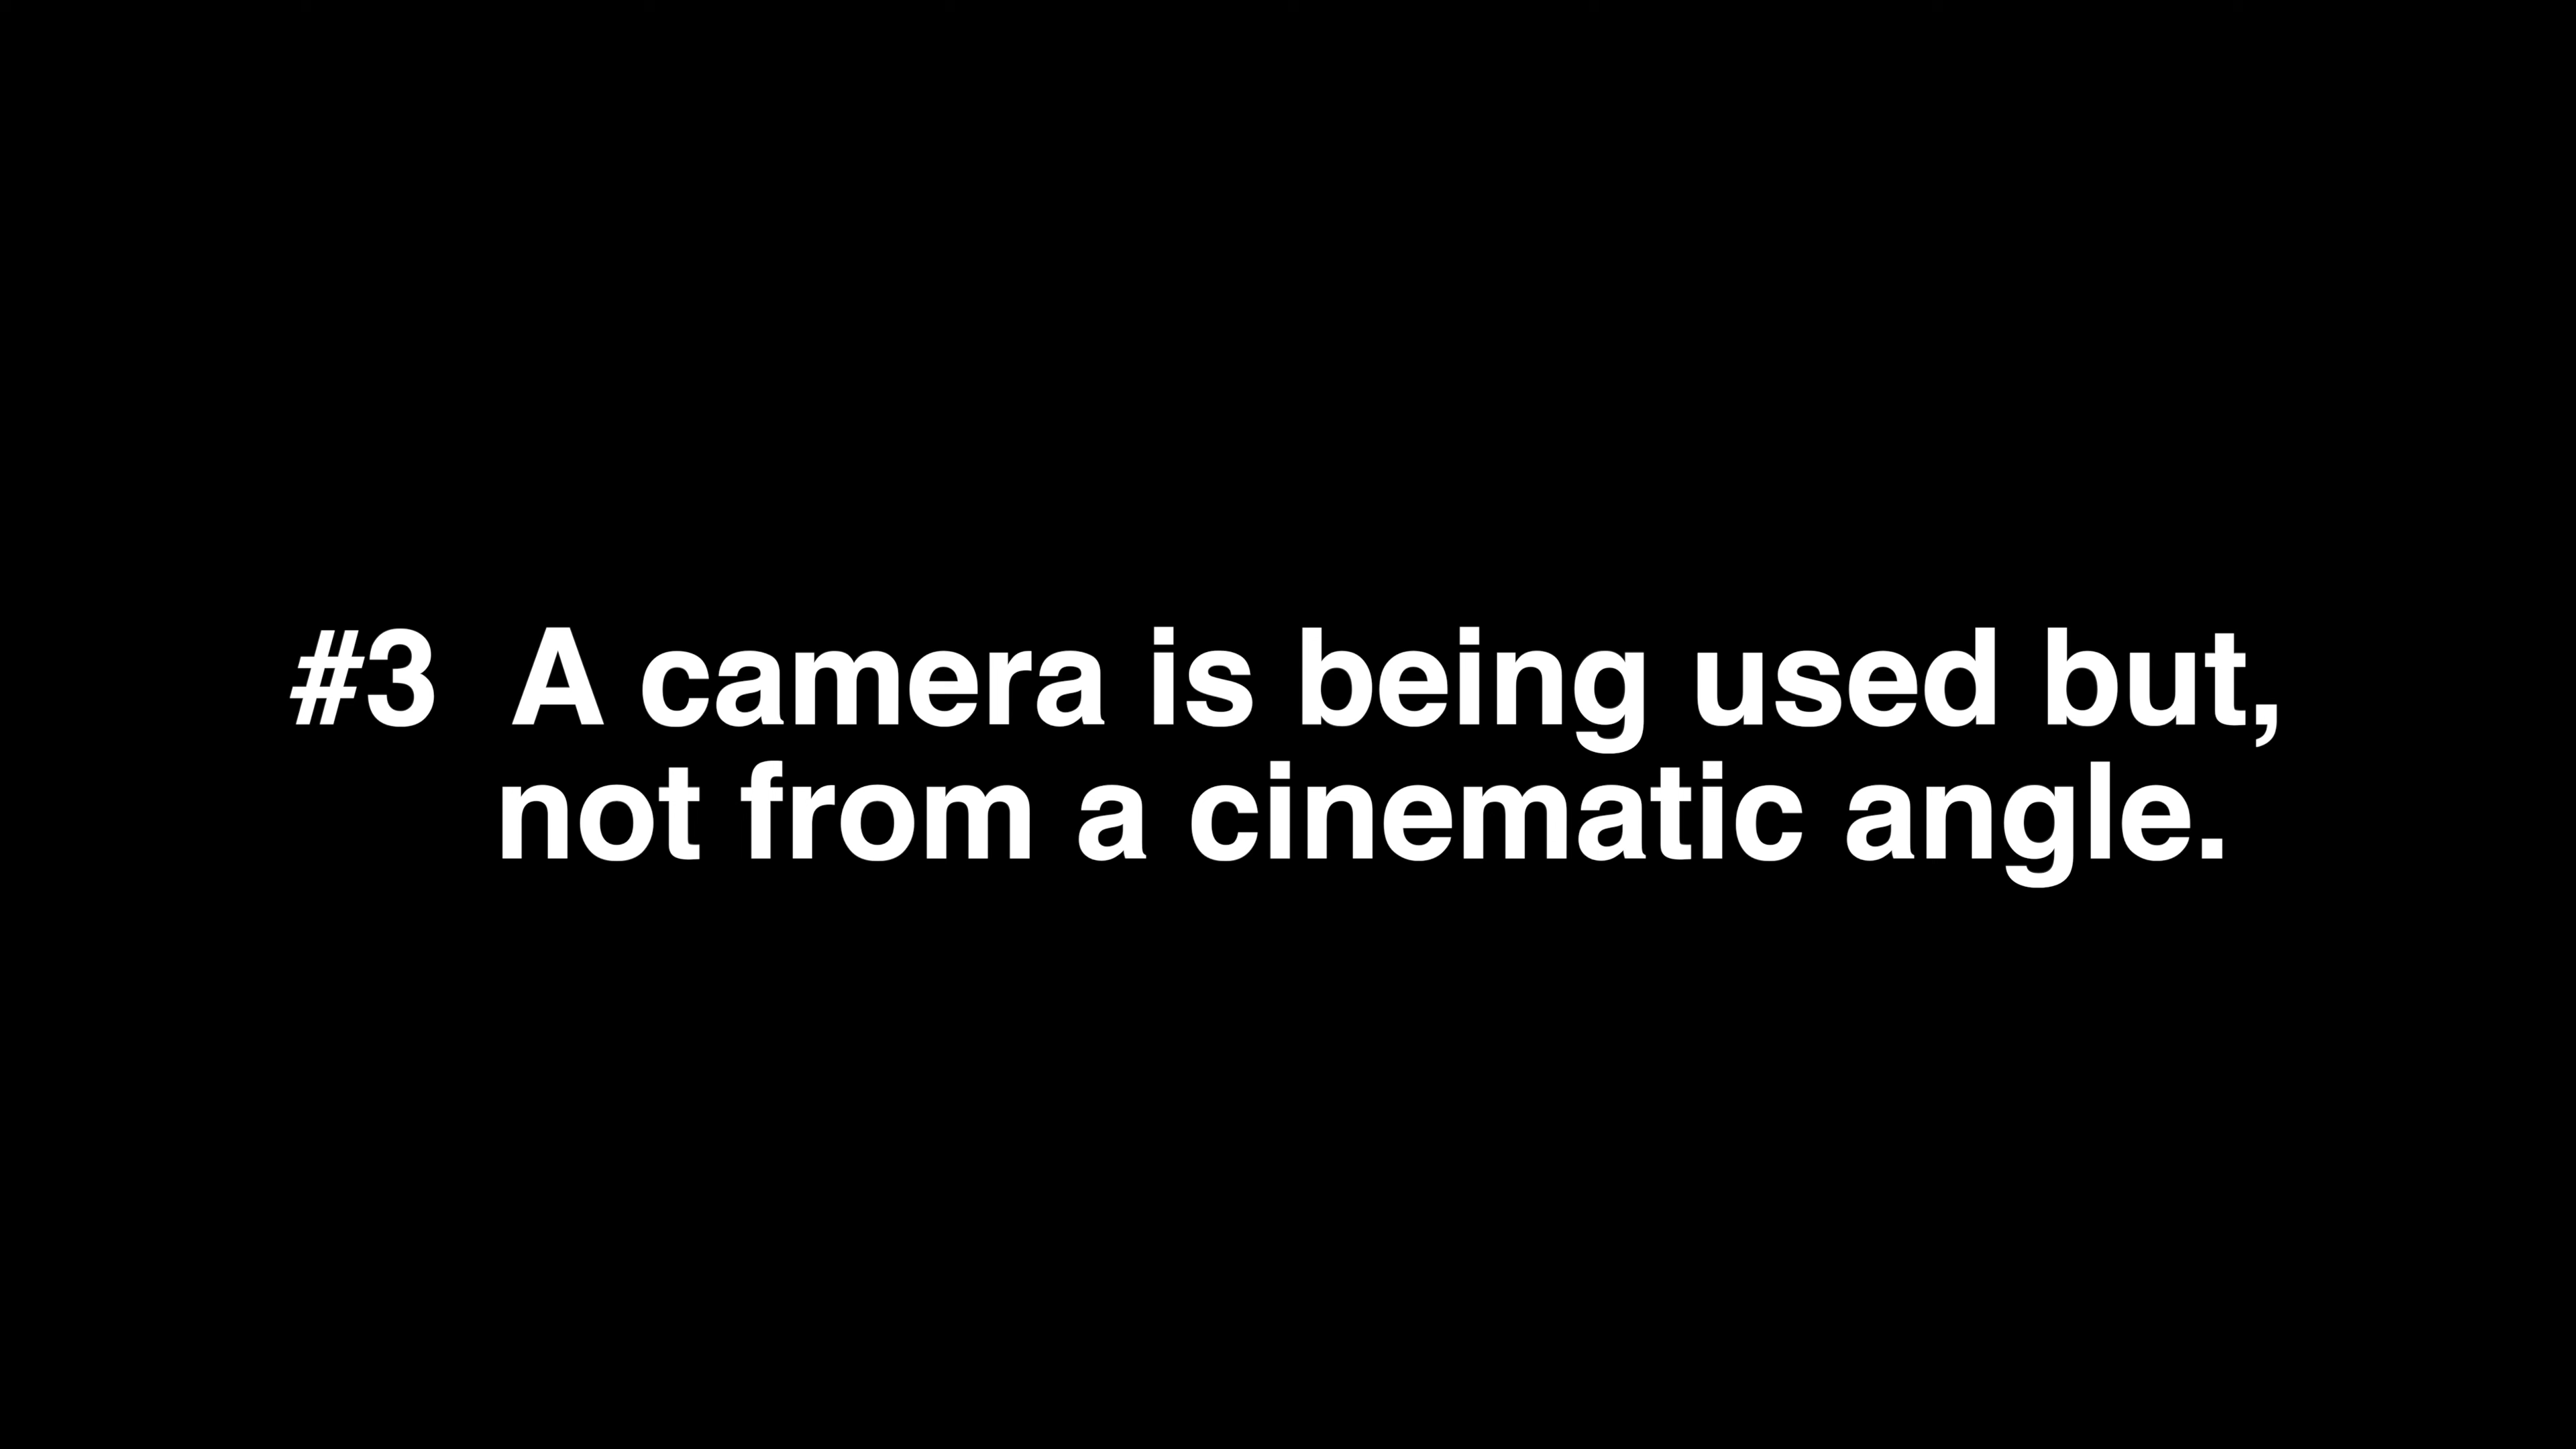 #3 A camera is being used but,
not from a cinematic angle.